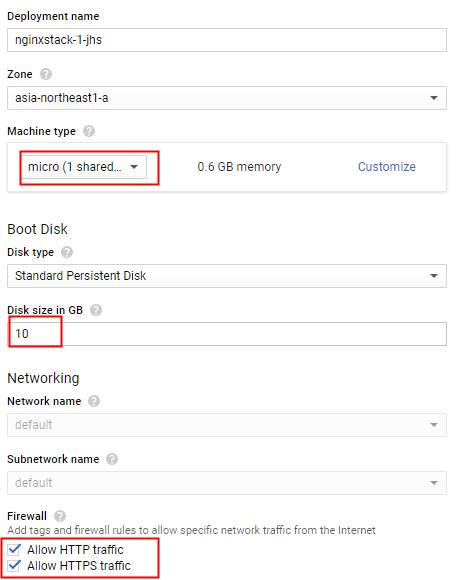 Deployment name
nginxstack-1-jhs
Zone
asia-northeast1-a
Machine type
micro (1 shared... 0.6 GB memory Customize
Boot Disk
Disk type
Standard Persistent Disk
Disk size in GB
10
Networking
Network name
default
Subnetwork name
default
Firewall
Add tags and firewall rules to allow specific network traffic from the Internet
Allow HTTP traffic
Allow HTTPS traffic